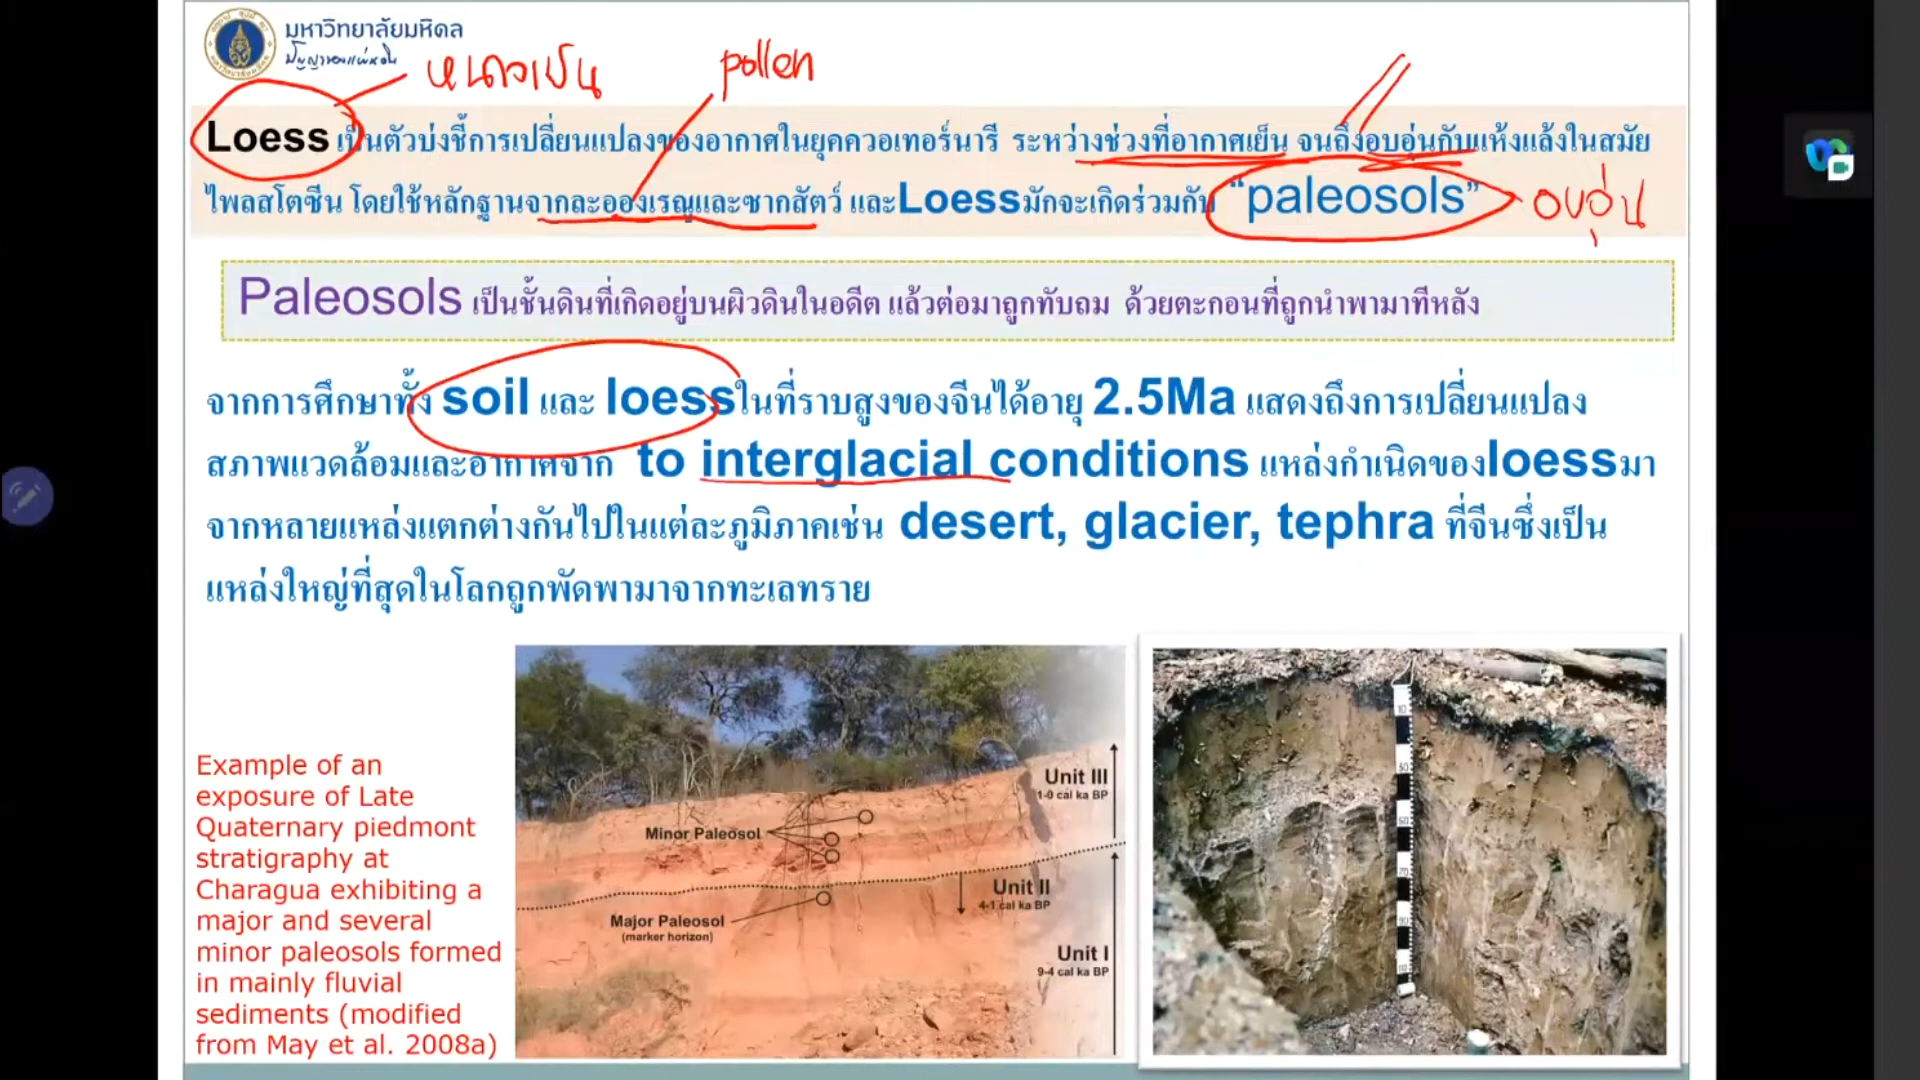 มหาวิทยาลัยมหิดล
ปัญญาของแผ่นดิน
หนาวเย็น
pollen
Loess เป็นตัวบ่งชี้การเปลี่ยนแปลงของอากาศในยุคควอเทอร์นารี ระหว่างช่วงที่อากาศเย็น จนถึงอบอุ่นกับแห้งแล้งในสมัย
ไพลสโตซีน โดยใช้หลักฐานจากละอองเรณูและซากสัตว์ และLoessมักจะเกิดร่วมกับ "paleosols"
อบอุ่น
Paleosols เป็นชั้นดินที่เกิดอยู่บนผิวดินในอดีต แล้วต่อมาถูกทับถม ด้วยตะกอนที่ถูกนำพามาทีหลัง
จากการศึกษาทั้ง soil และ loessในที่ราบสูงของจีนได้อายุ 2.5Ma แสดงถึงการเปลี่ยนแปลง
สภาพแวดล้อมและอากาศจาก to interglacial conditions แหล่งกำเนิดของloessมา
จากหลายแหล่งแตกต่างกันไปในแต่ละภูมิภาคเช่น desert, glacier, tephra ที่จีนซึ่งเป็น
แหล่งใหญ่ที่สุดในโลกถูกพัดพามาจากทะเลทราย
Example of an
exposure of Late
Quaternary piedmont
stratigraphy at
Charagua exhibiting a
major and several
minor paleosols formed
in mainly fluvial
sediments (modified
from May et al. 2008a)
Unit III
1-0 cal ka BP
Minor Paleosol
Unit II
4-1 cal ka BP
Major Paleosol
(marker horizon)
Unit I
9-4 cal ka BP